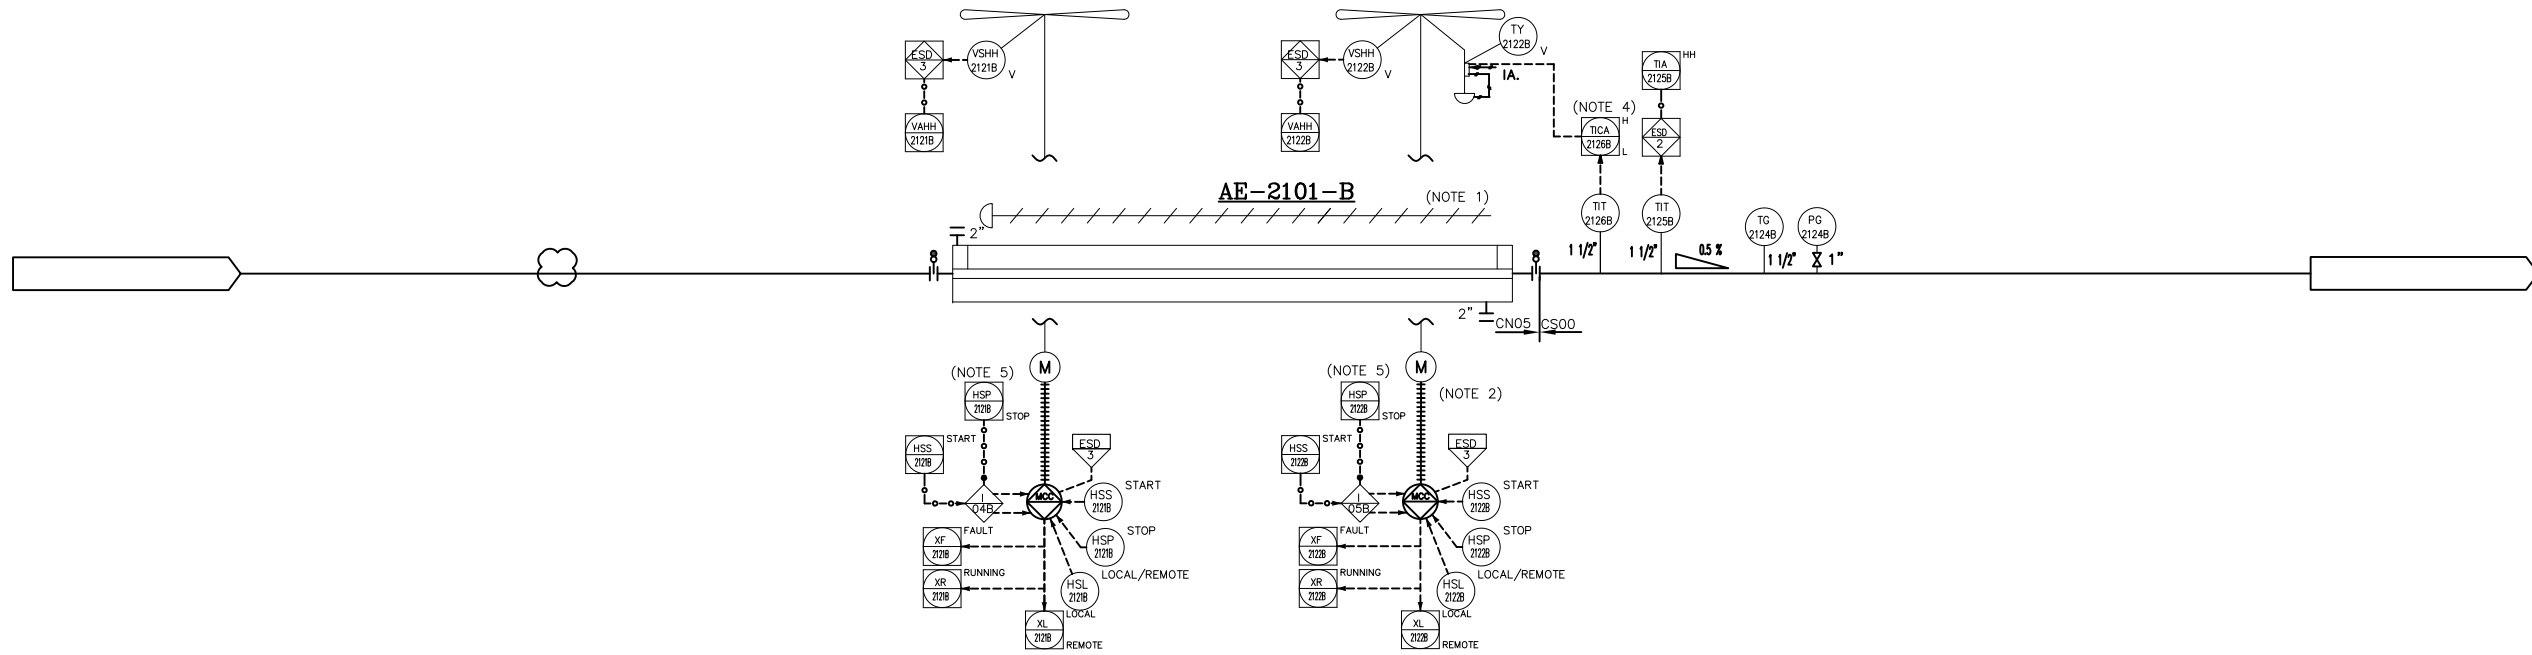 ESD
3
VSHH
2121B
V
VAHH
2121B
ESD
3
VSHH
2122B
V
VAHH
2122B
TY
2122B
V
IA.
TIA
2125B
HH
(NOTE 4)
TICA
2126B
H
L
ESD
2
AE-2101-B
(NOTE 1)
2"
TIT
2126B
1 1/2"
TIT
2125B
1 1/2"
0.5 %
TG
2124B
1 1/2"
PG
2124B
1"
2"
CN05
CS00
M
(NOTE 5)
HSP
2121B
STOP
HSS
2121B
START
ESD
3
I
04B
MCC
HSS
2121B
START
HSP
2121B
STOP
XF
2121B
FAULT
XR
2121B
RUNNING
HSL
2121B
LOCAL/REMOTE
XL
2121B
LOCAL
REMOTE
M
(NOTE 5)
(NOTE 2)
HSP
2122B
STOP
HSS
2122B
START
ESD
3
I
05B
MCC
HSS
2122B
START
HSP
2122B
STOP
XF
2122B
FAULT
XR
2122B
RUNNING
HSL
2122B
LOCAL/REMOTE
XL
2122B
LOCAL
REMOTE